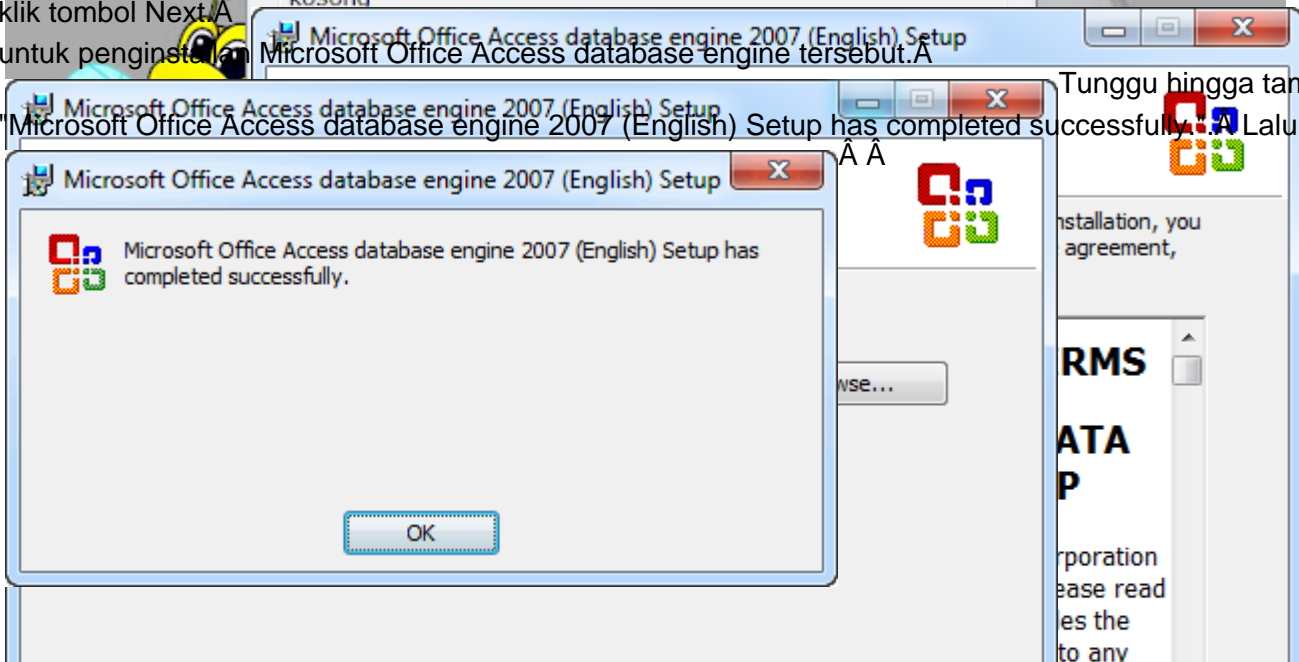 kosong
klik tombol Next.Â
Microsoft Office Access database engine 2007 (English) Setup
untuk penginstallan Microsoft Office Access database engine tersebut.Â
Tunggu hingga tam
Microsoft Office Access database engine 2007 (English) Setup
"Microsoft Office Access database engine 2007 (English) Setup has completed successfully.".Â Lalu
Â Â
Microsoft Office Access database engine 2007 (English) Setup
Microsoft Office Access database engine 2007 (English) Setup has
completed successfully.
OK
wse...
nstallation, you
agreement,
RMS
ATA
P
rporation
ease read
es the
to any